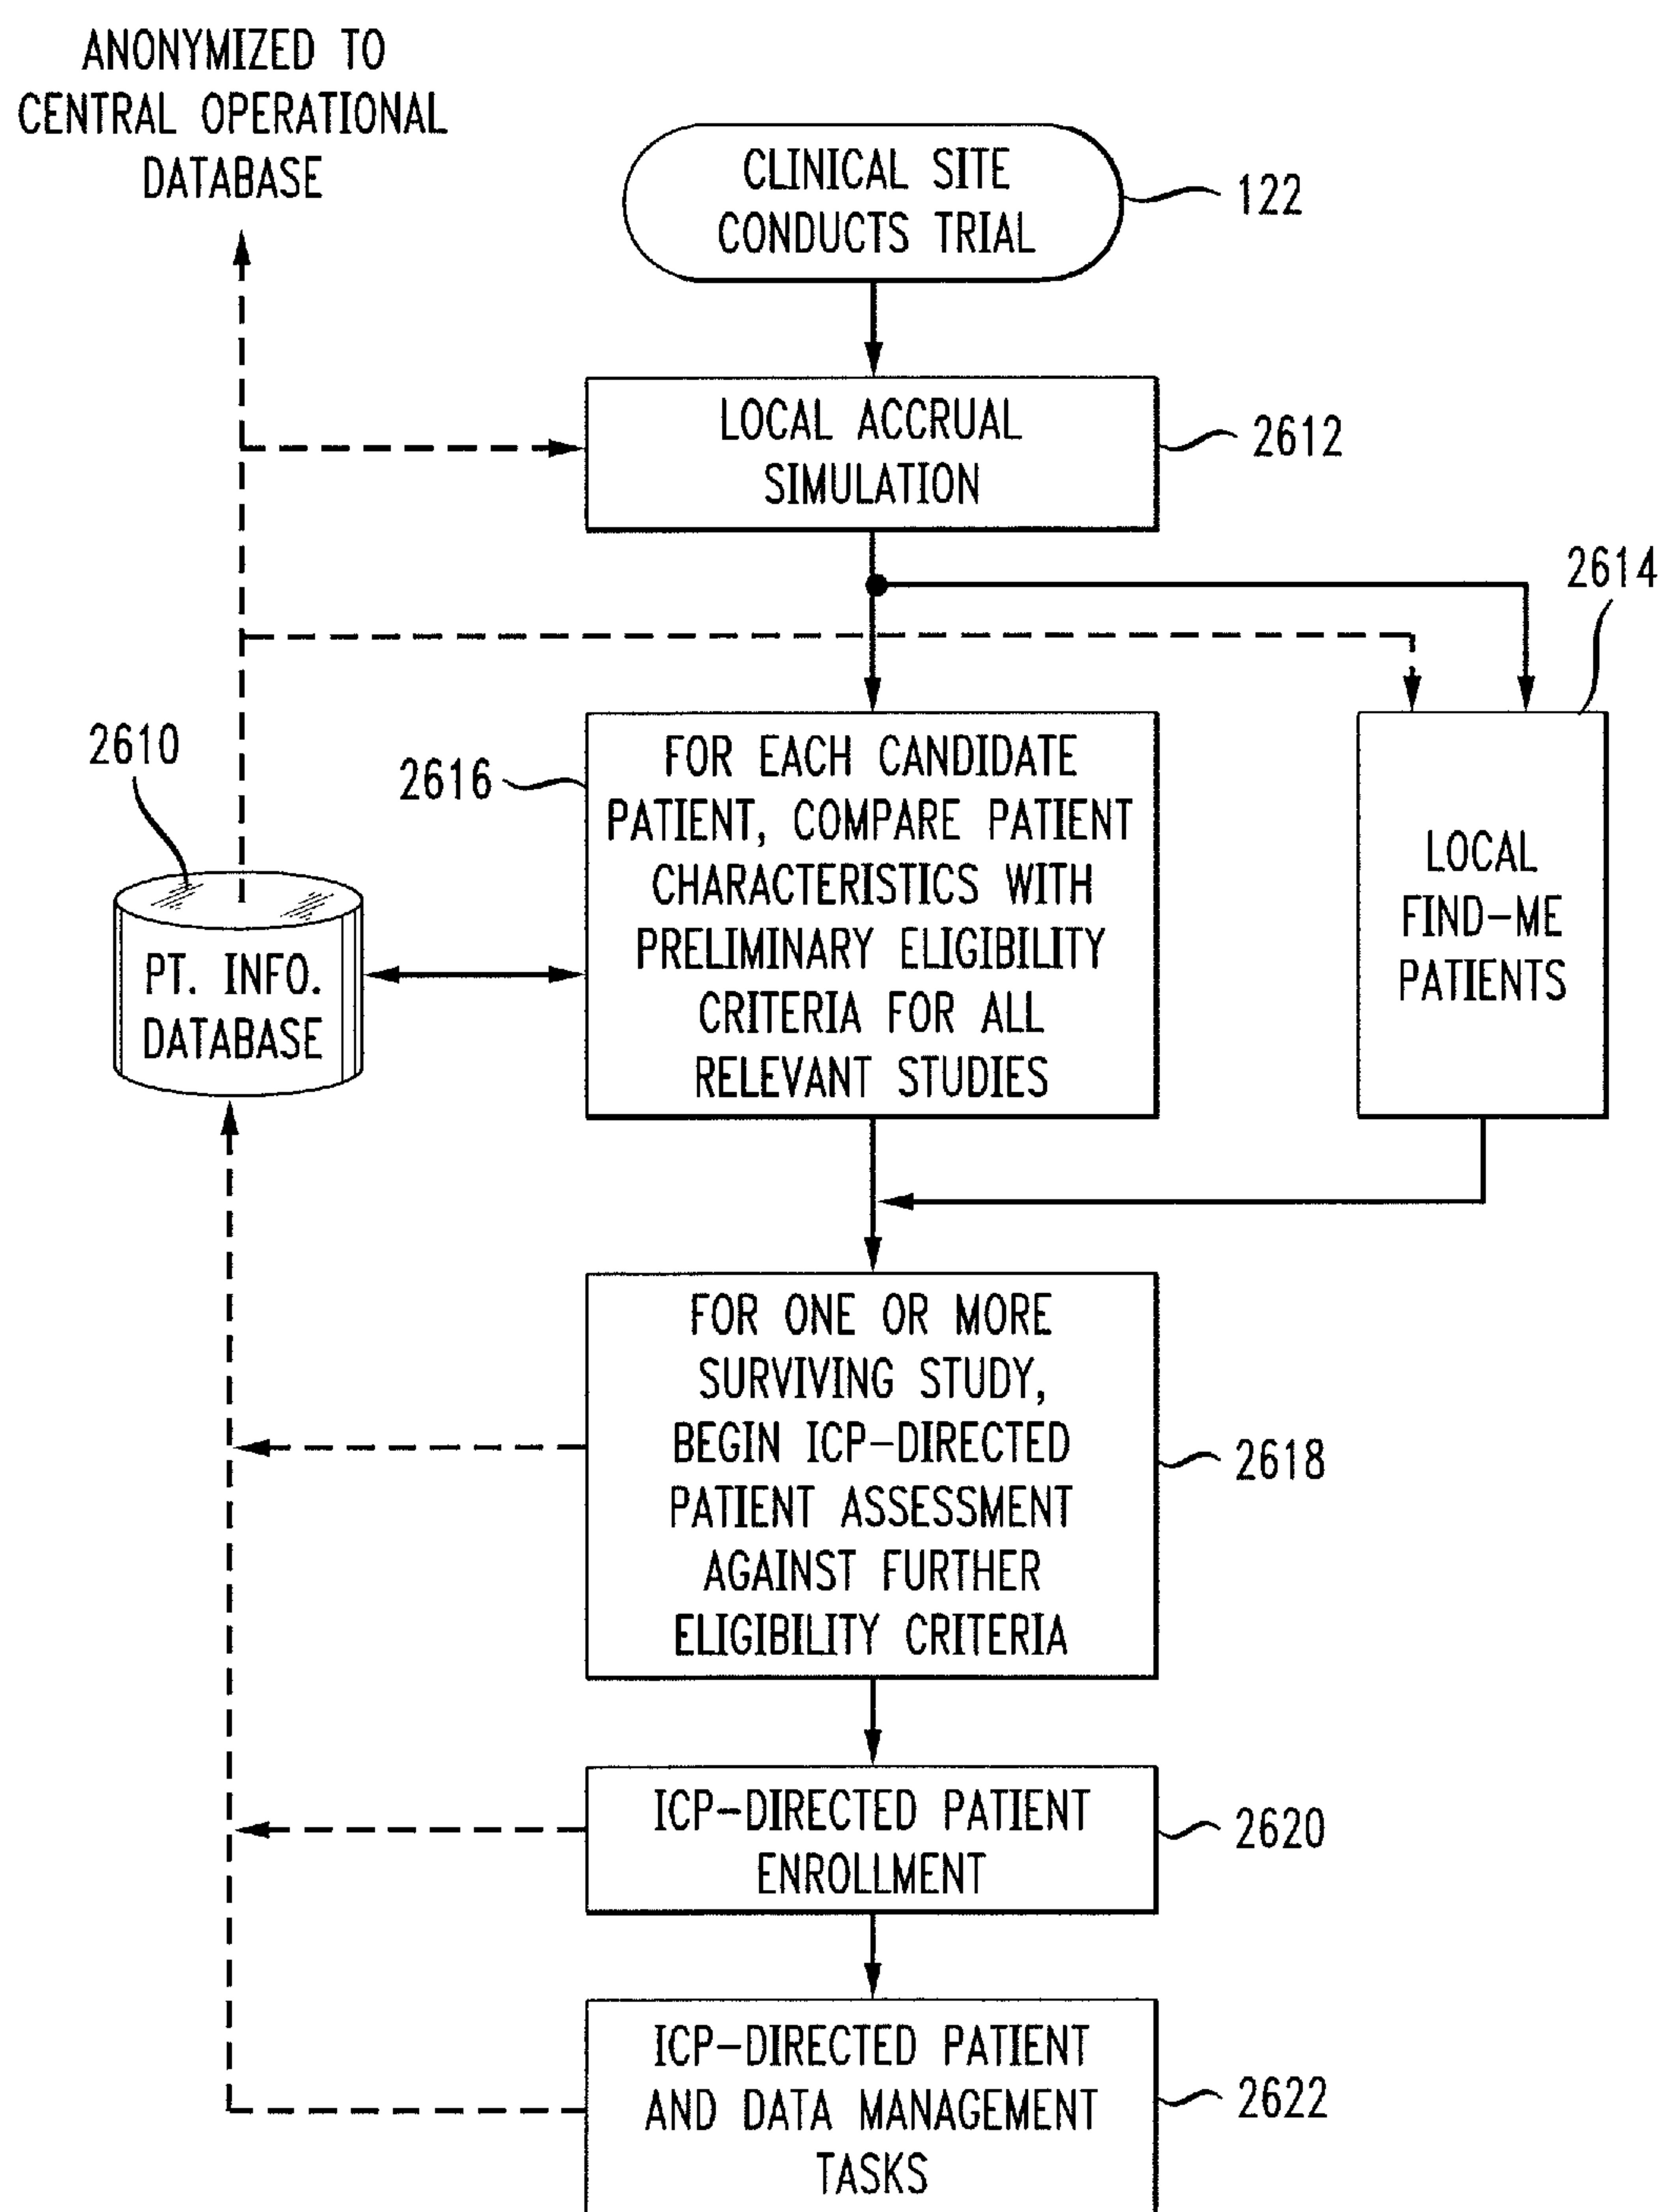 ANONYMIZED TO
CENTRAL OPERATIONAL
DATABASE
CLINICAL SITE
CONDUCTS TRIAL
122
LOCAL ACCRUAL
SIMULATION
2612
2614
2610
2616
FOR EACH CANDIDATE
PATIENT, COMPARE PATIENT
CHARACTERISTICS WITH
PRELIMINARY ELIGIBILITY
CRITERIA FOR ALL
RELEVANT STUDIES
LOCAL
FIND-ME
PATIENTS
PT. INFO.
DATABASE
FOR ONE OR MORE
SURVIVING STUDY,
BEGIN ICP-DIRECTED
PATIENT ASSESSMENT
AGAINST FURTHER
ELIGIBILITY CRITERIA
2618
ICP-DIRECTED PATIENT
ENROLLMENT
2620
ICP-DIRECTED PATIENT
AND DATA MANAGEMENT
TASKS
2622